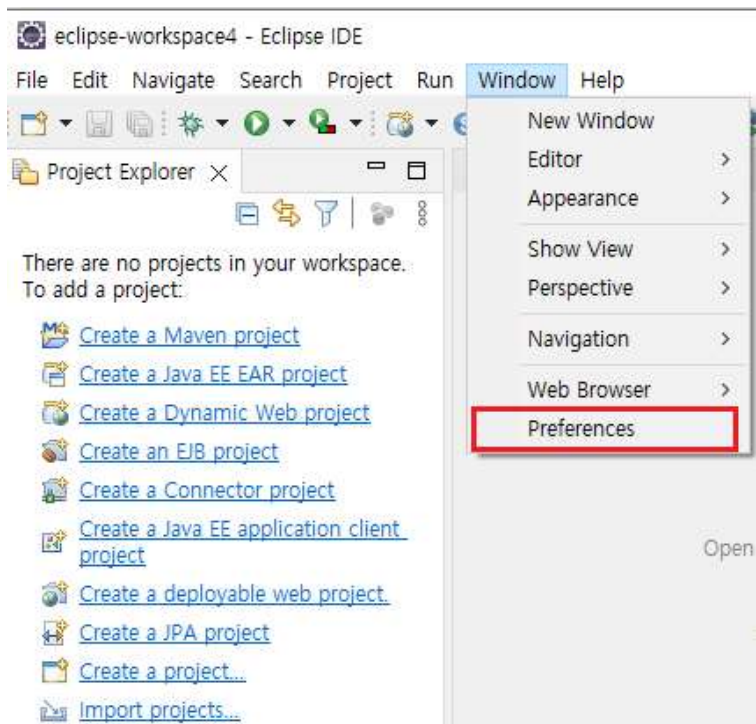 eclipse-workspace4 - Eclipse IDE
File Edit Navigate Search Project Run Window Help
Project Explorer
There are no projects in your workspace.
To add a project:
Create a Maven project
Create a Java EE EAR project
Create a Dynamic Web project
Create an EJB project
Create a Connector project
Create a Java EE application client
project
Create a deployable web project.
Create a JPA project
Create a project...
Import projects...
New Window
Editor
Appearance
Show View
Perspective
Navigation
Web Browser
Preferences
Open